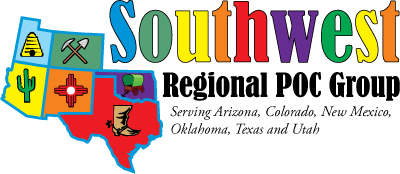 Southwest
Regional POC Group
Serving Arizona, Colorado, New Mexico,
Oklahoma, Texas and Utah